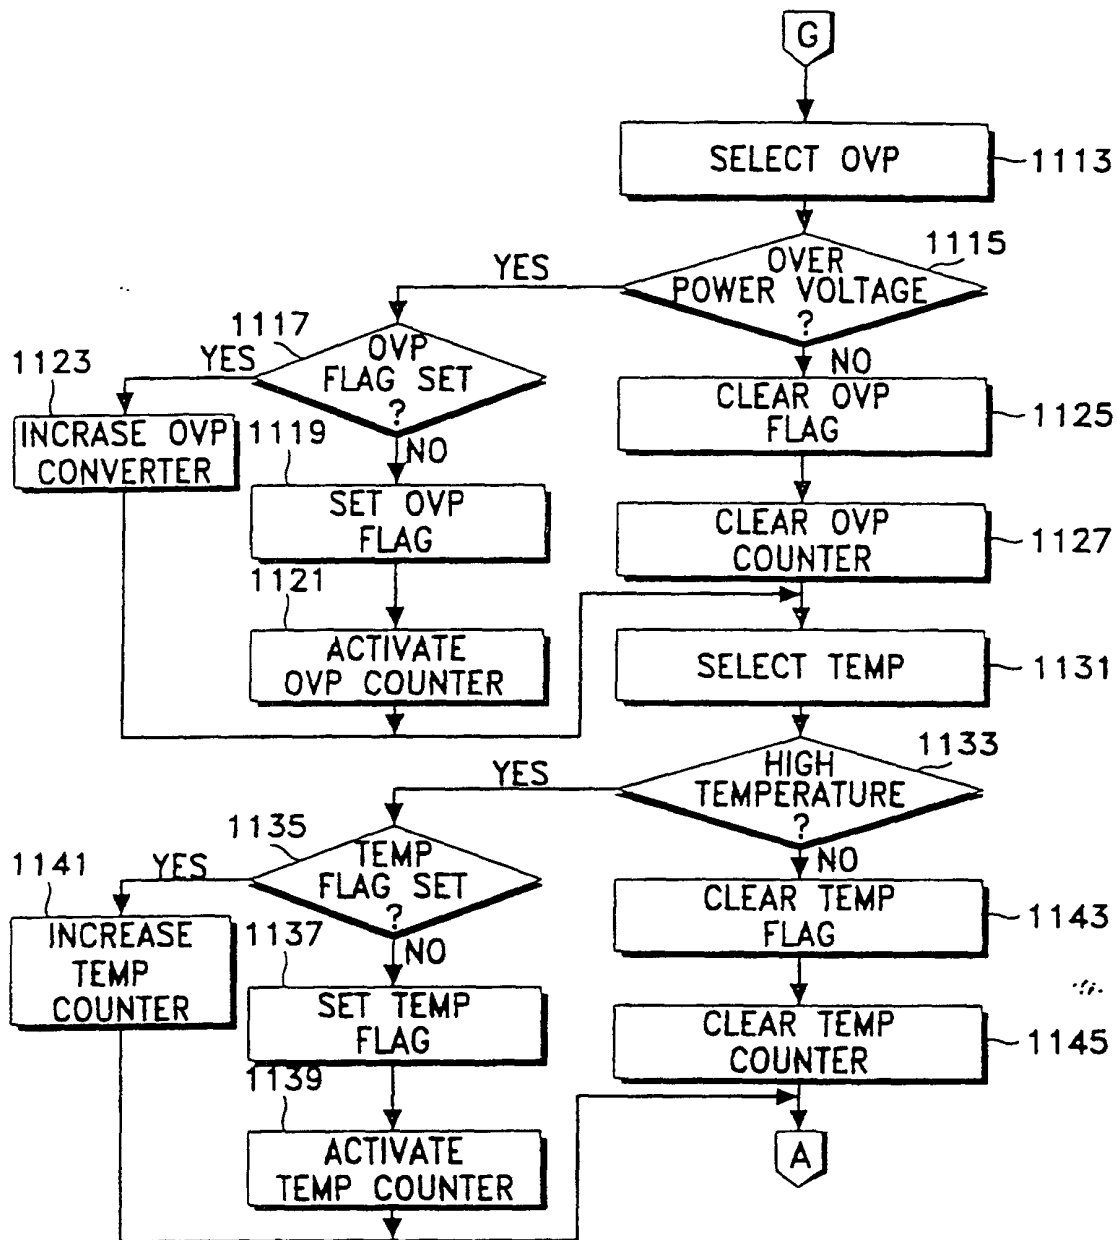 G
SELECT OVP
1113
OVER
POWER VOLTAGE
?
1115
YES
NO
1117
OVP
FLAG SET
?
YES
NO
1123
INCRASE OVP
CONVERTER
1119
SET OVP
FLAG
1121
ACTIVATE
OVP COUNTER
CLEAR OVP
FLAG
1125
CLEAR OVP
COUNTER
1127
SELECT TEMP
1131
HIGH
TEMPERATURE
?
1133
YES
NO
1135
TEMP
FLAG SET
?
YES
NO
1141
INCREASE
TEMP
COUNTER
1137
SET TEMP
FLAG
1139
ACTIVATE
TEMP COUNTER
CLEAR TEMP
FLAG
1143
CLEAR TEMP
COUNTER
1145
A